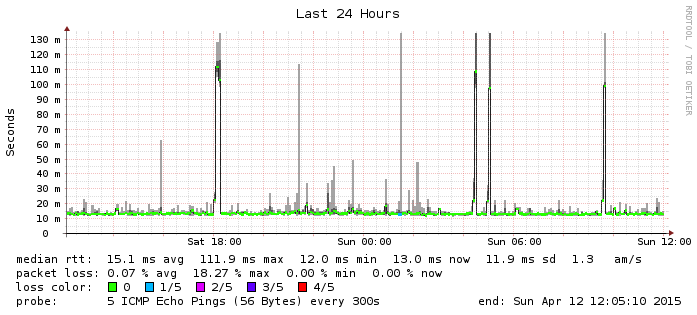 Last 24 Hours
RRDTOOL / TOBI OETIKER
Seconds
130 m
120 m
110 m
100 m
90 m
80 m
70 m
60 m
50 m
40 m
30 m
20 m
10 m
0
Sat 18:00 Sun 00:00 Sun 06:00 Sun 12:00
median rtt: 15.1 ms avg 111.9 ms max 12.0 ms min 13.0 ms now 11.9 ms sd 1.3 am/s
packet loss: 0.07 % avg 18.27 % max 0.00 % min 0.00 % now
loss color: 0 1/5 2/5 3/5 4/5
probe: 5 ICMP Echo Pings (56 Bytes) every 300s end: Sun Apr 12 12:05:10 2015